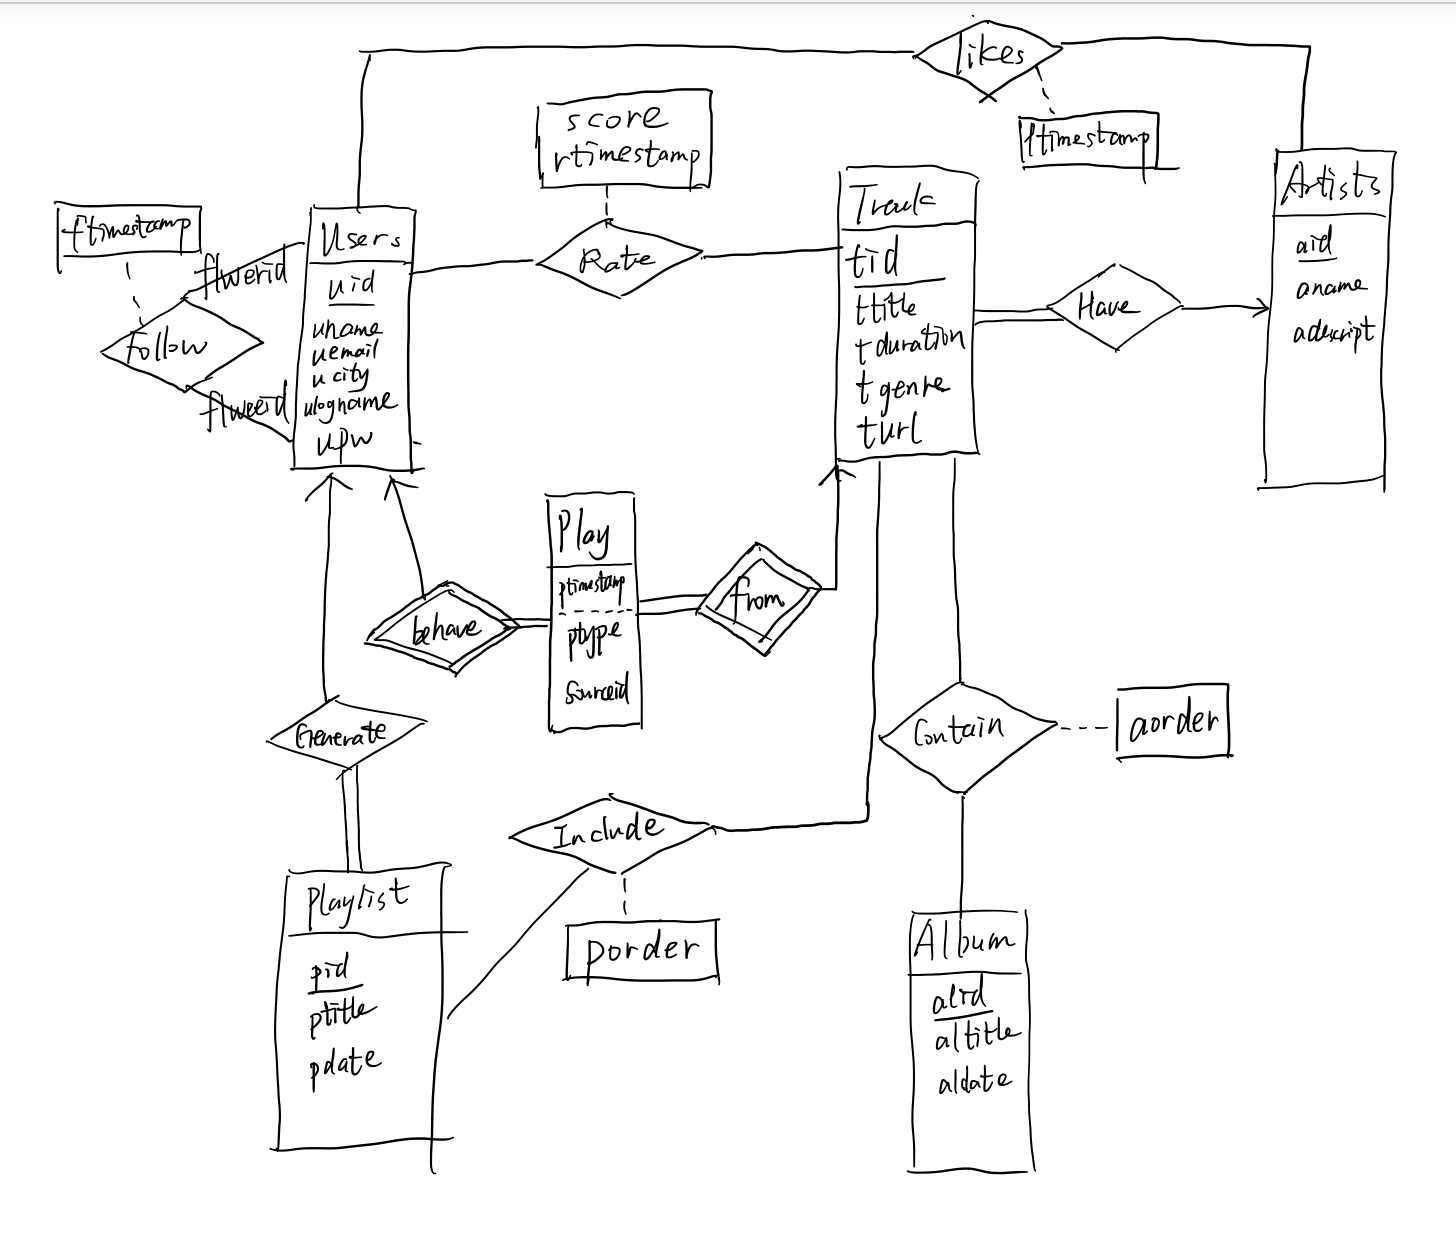 likes
ltimestamp
score
rtimestamp
Rate
ftimestamp
flwerid
Follow
flweeid
Users
uid
uname
uemail
ucity
ulogname
upw
Track
tid
ttitle
tduration
tgenre
turl
Have
Artists
aid
aname
adescript
Play
ptimestamp
ptype
sourceid
behave
from
Generate
Contain
aorder
Include
porder
Playlist
pid
ptitle
pdate
Album
alid
altitle
aldate